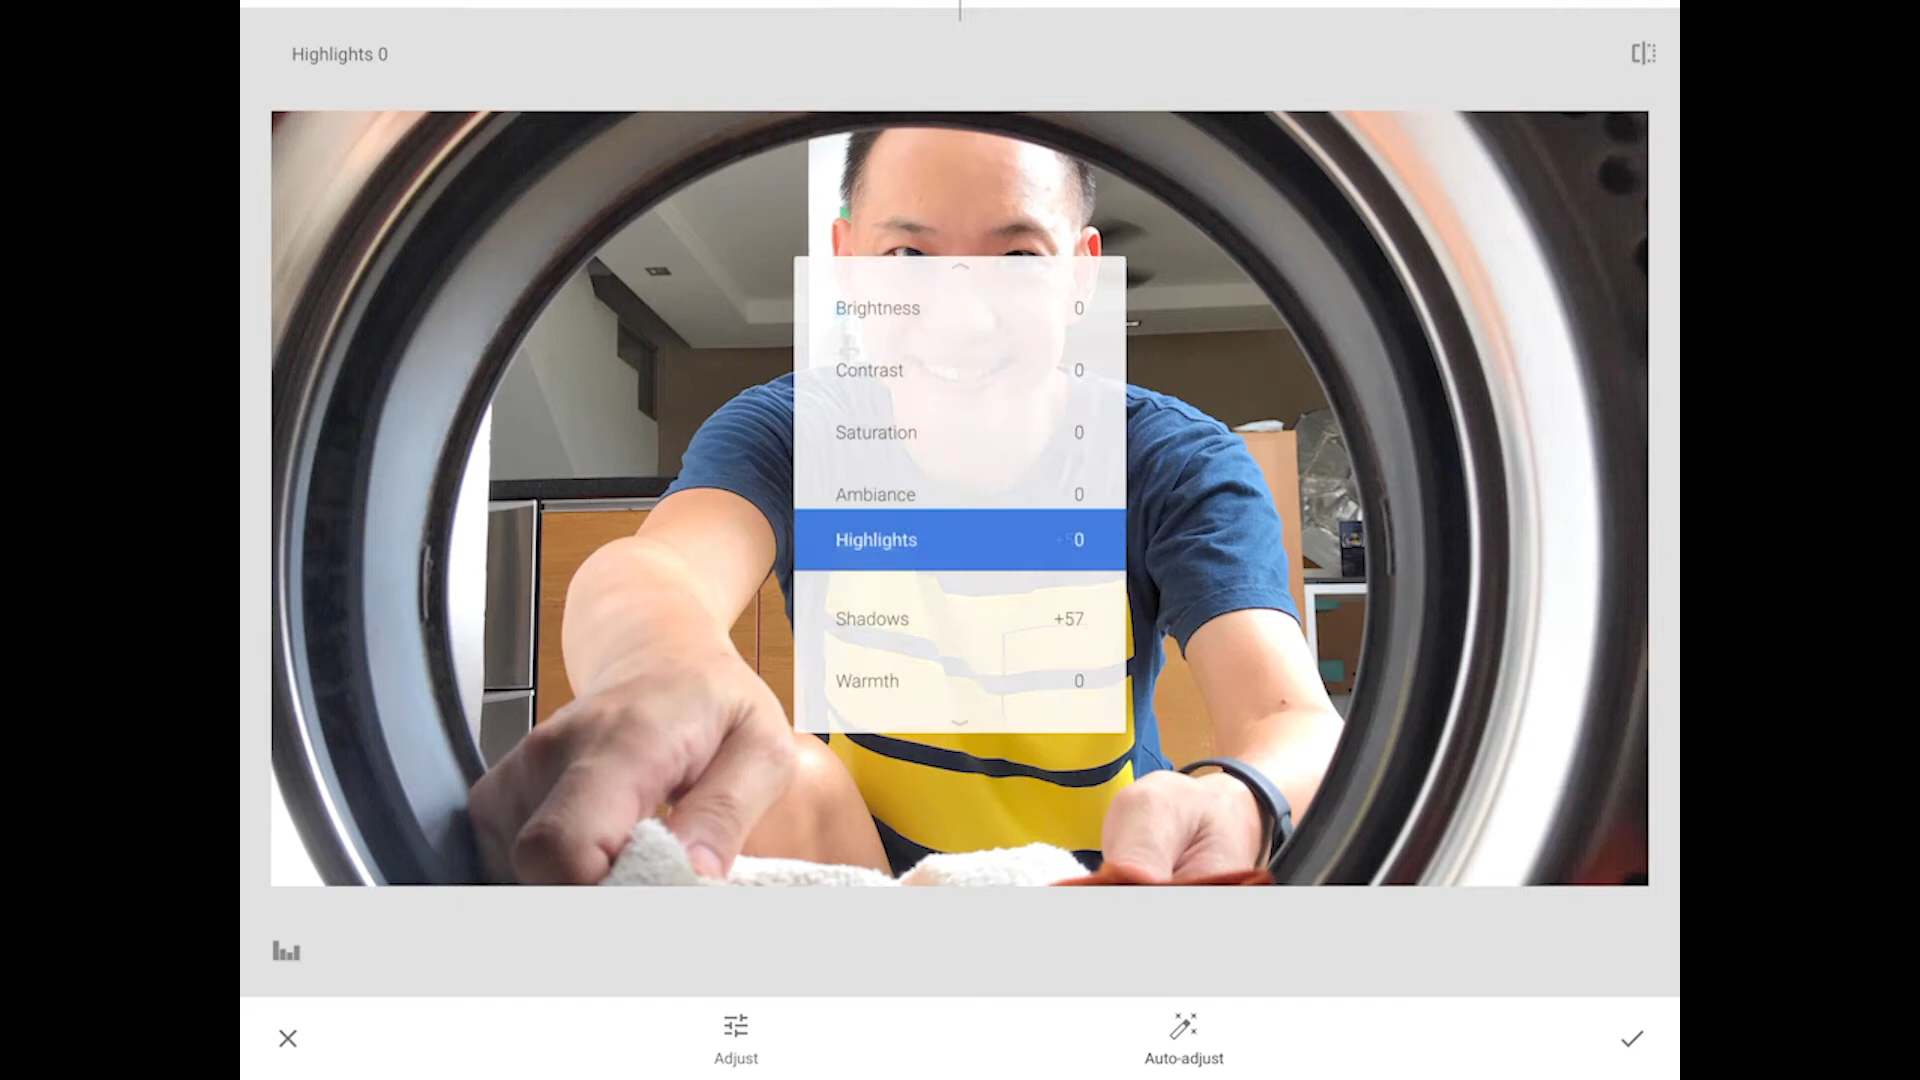 Highlights 0
Brightness 0
Contrast 0
Saturation 0
Ambiance 0
Highlights 0
Shadows +57
Warmth 0
Adjust
Auto-adjust